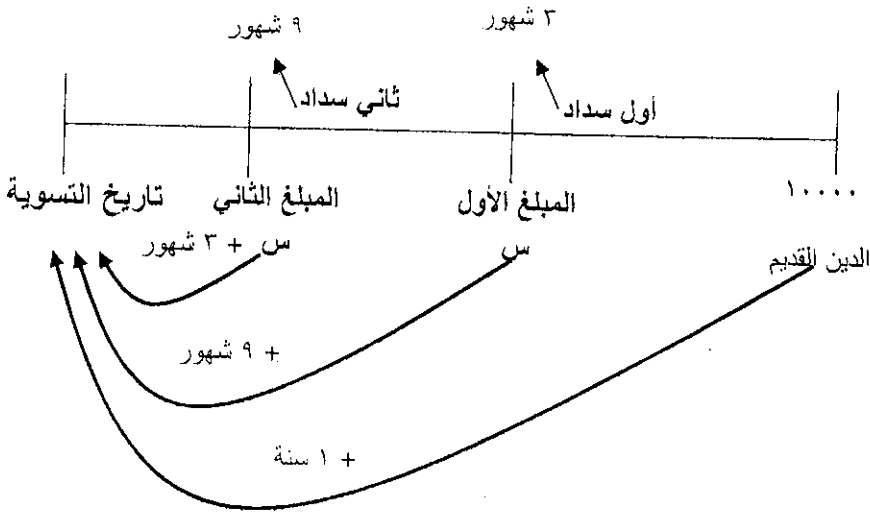 ٣ شهور
٩ شهور
أول سداد
ثاني سداد
١٠٠٠٠
المبلغ الأول
المبلغ الثاني
تاريخ التسوية
الدين القديم
س
س + ٣ شهور
+ ٩ شهور
+ ١ سنة